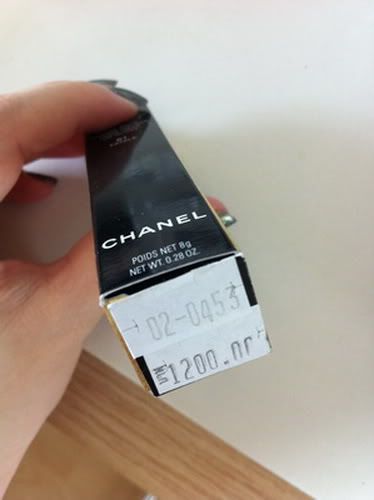 CHANEL
POIDS NET 8g
NET WT. 0.28 OZ.
02-0453
1200.00